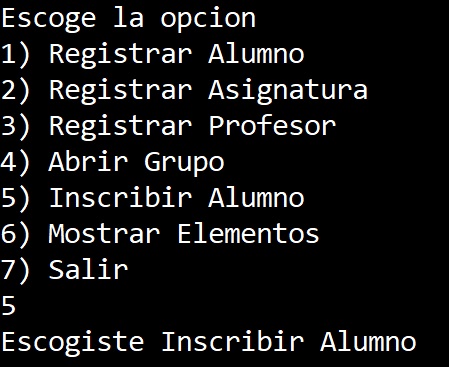 Escoge la opcion
1) Registrar Alumno
2) Registrar Asignatura
3) Registrar Profesor
4) Abrir Grupo
5) Inscribir Alumno
6) Mostrar Elementos
7) Salir
5
Escogiste Inscribir Alumno